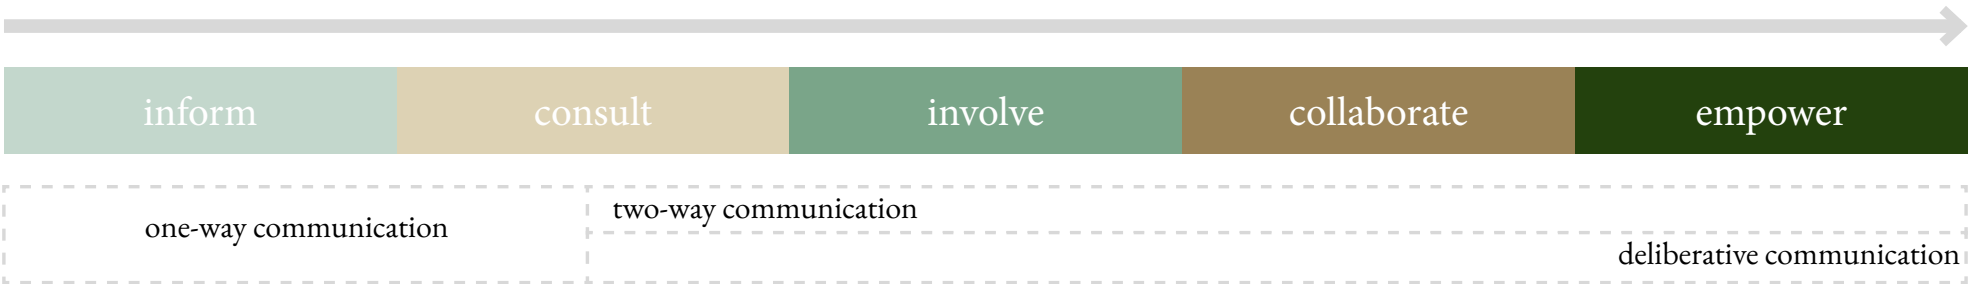 inform
consult
involve
collaborate
empower
one-way communication
two-way communication
deliberative communication